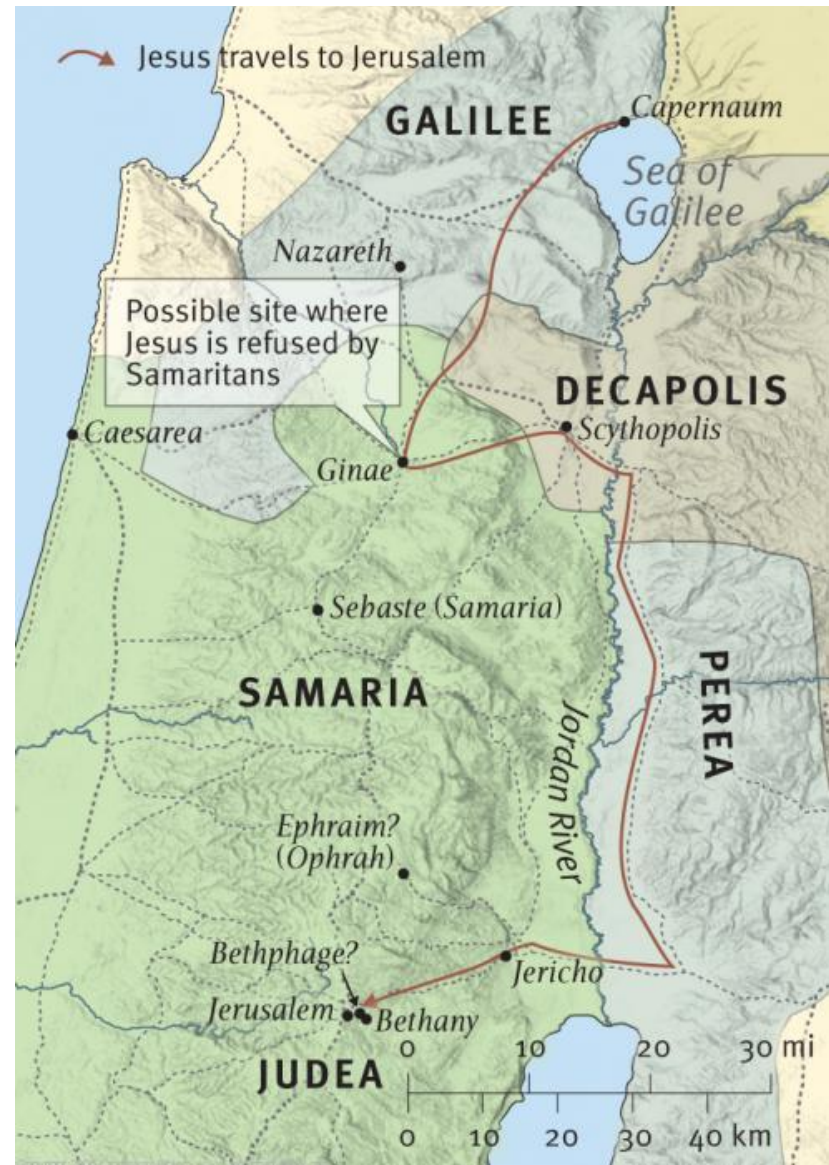 Jesus travels to Jerusalem
Capernaum
GALILEE
Sea of
Galilee
Nazareth
Possible site where
Jesus is refused by
Samaritans
DECAPOLIS
Caesarea
Scythopolis
Ginae
Sebaste (Samaria)
SAMARIA
PEREA
Jordan River
Ephraim?
(Ophrah)
Bethphage?
Jericho
Jerusalem
Bethany
JUDEA
0 10 20 30 mi
0 10 20 30 40 km